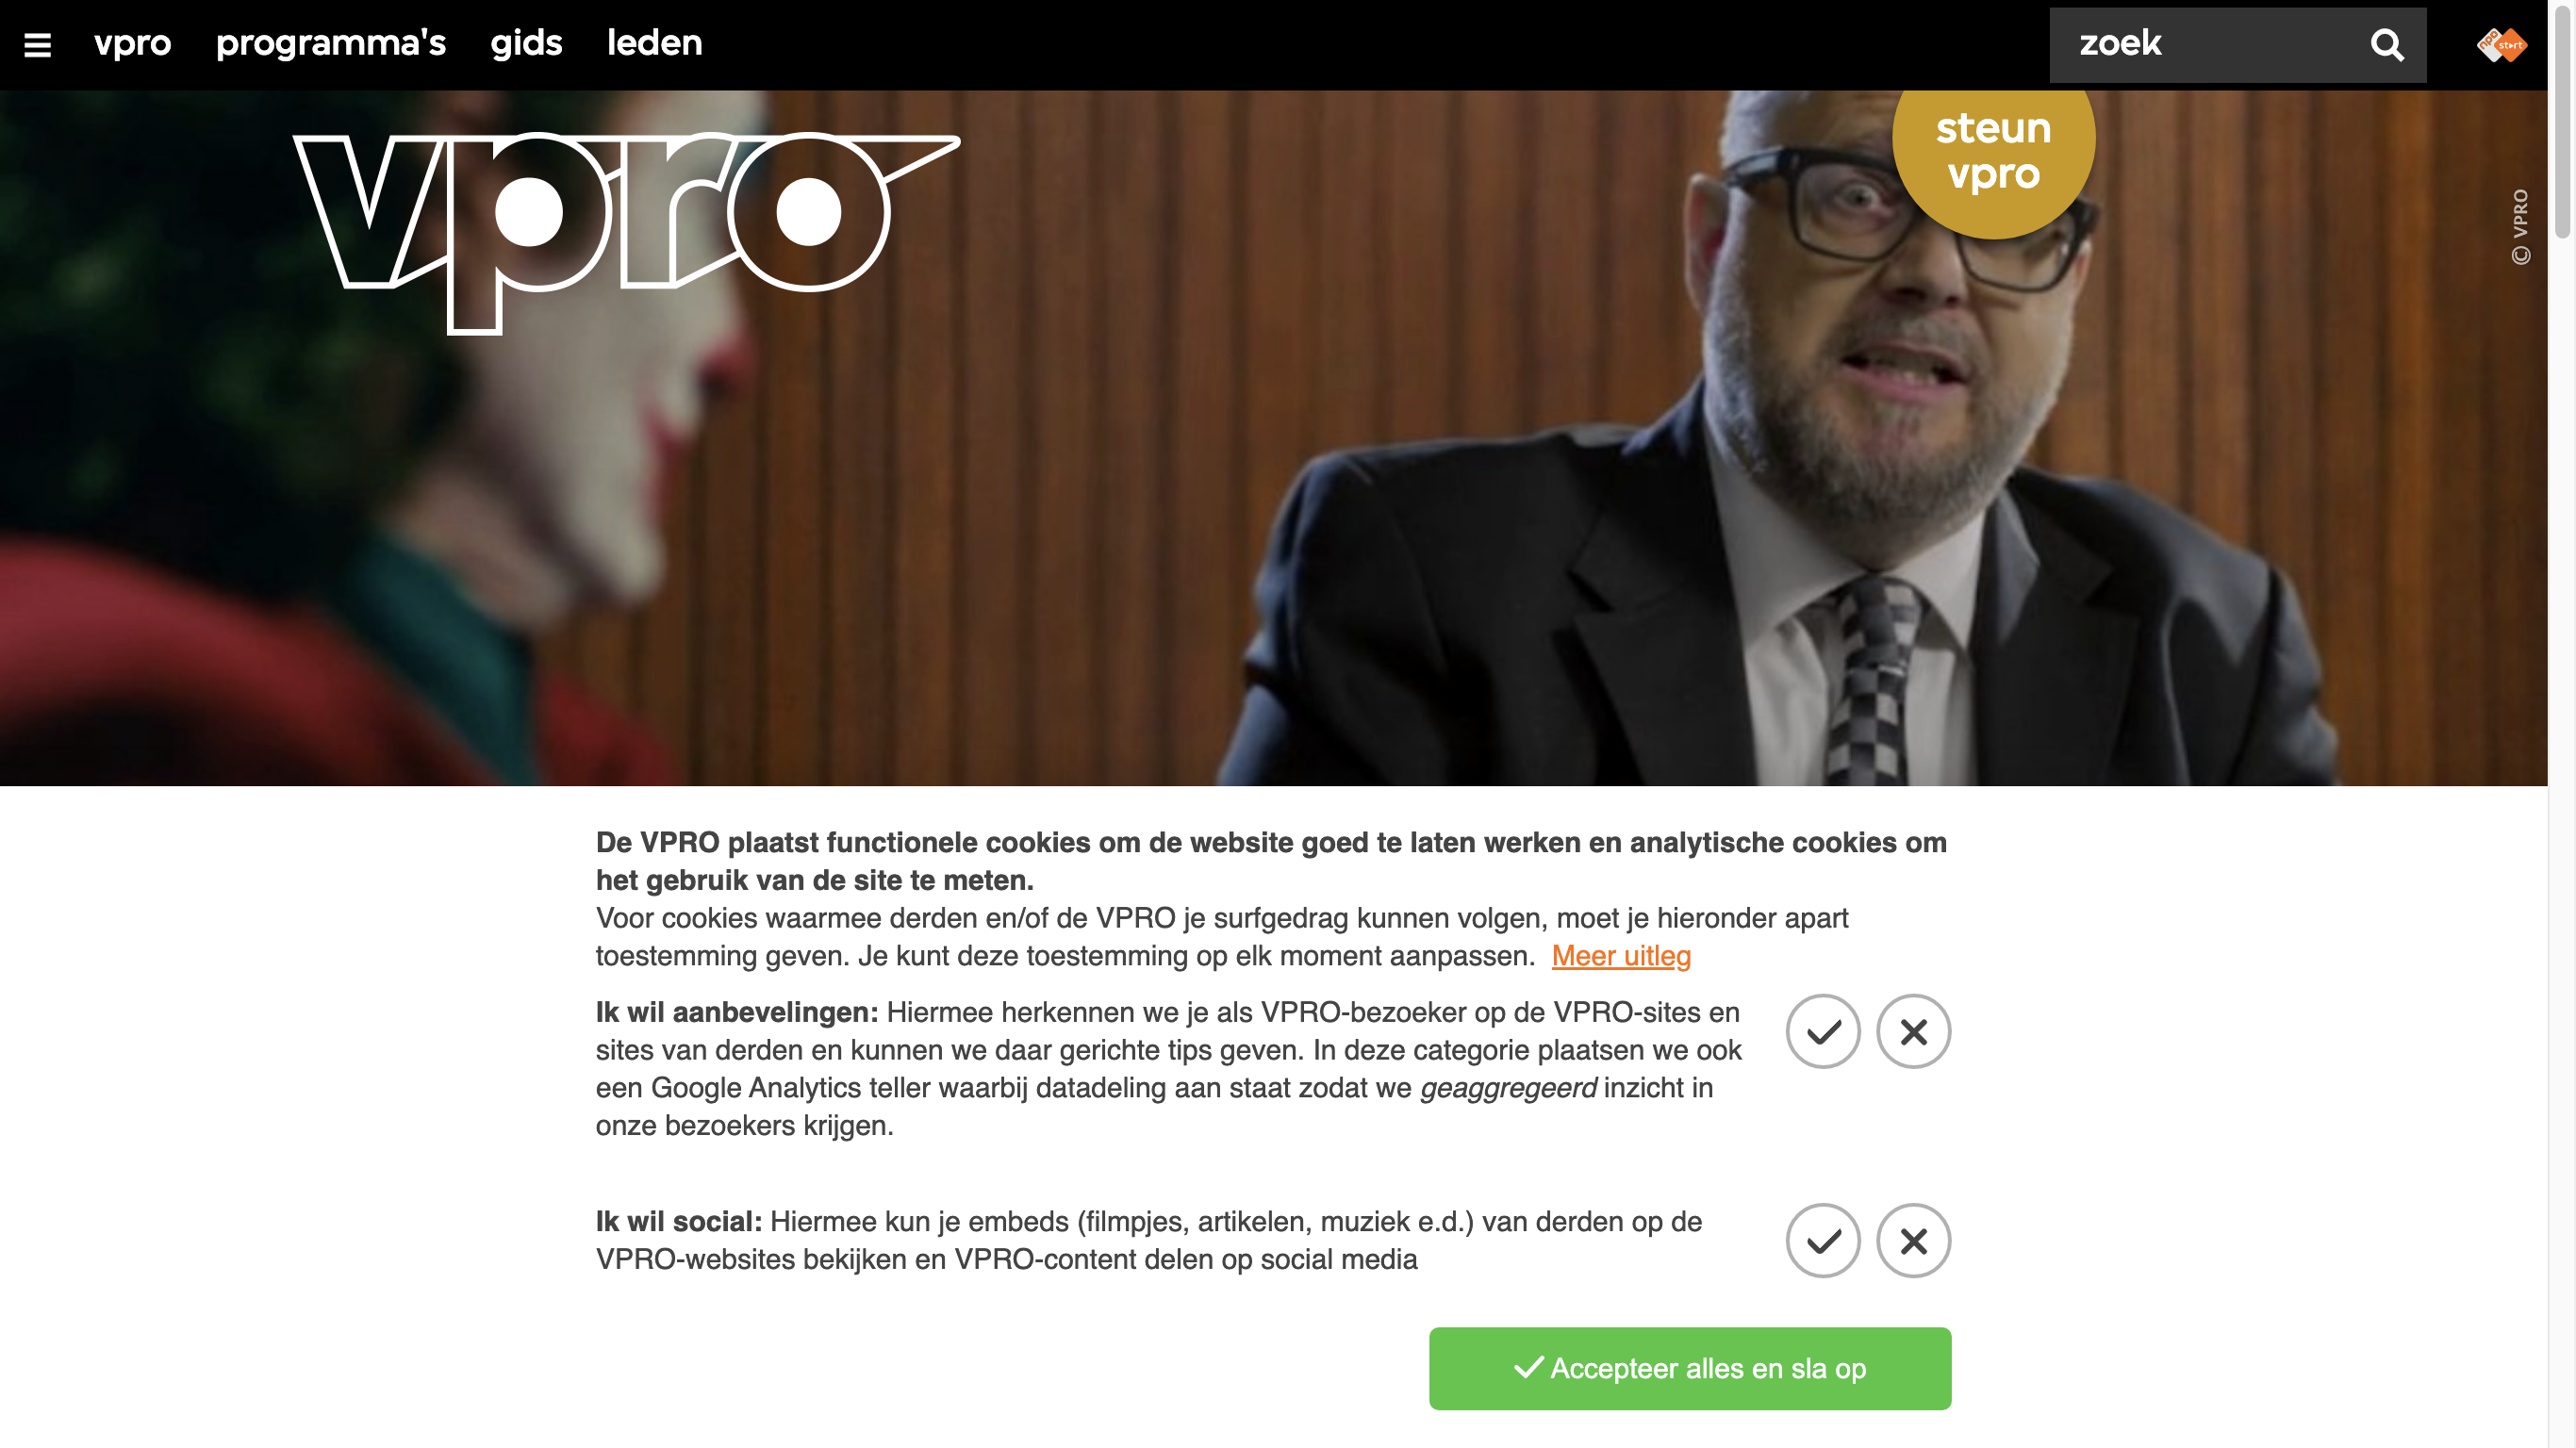 vpro programma's gids leden zoek npo start
vpro
steun
vpro
© VPRO
De VPRO plaatst functionele cookies om de website goed te laten werken en analytische cookies om
het gebruik van de site te meten.
Voor cookies waarmee derden en/of de VPRO je surfgedrag kunnen volgen, moet je hieronder apart
toestemming geven. Je kunt deze toestemming op elk moment aanpassen. Meer uitleg
Ik wil aanbevelingen: Hiermee herkennen we je als VPRO-bezoeker op de VPRO-sites en
sites van derden en kunnen we daar gerichte tips geven. In deze categorie plaatsen we ook
een Google Analytics teller waarbij datadeling aan staat zodat we geaggregeerd inzicht in
onze bezoekers krijgen.
Ik wil social: Hiermee kun je embeds (filmpjes, artikelen, muziek e.d.) van derden op de
VPRO-websites bekijken en VPRO-content delen op social media
Accepteer alles en sla op